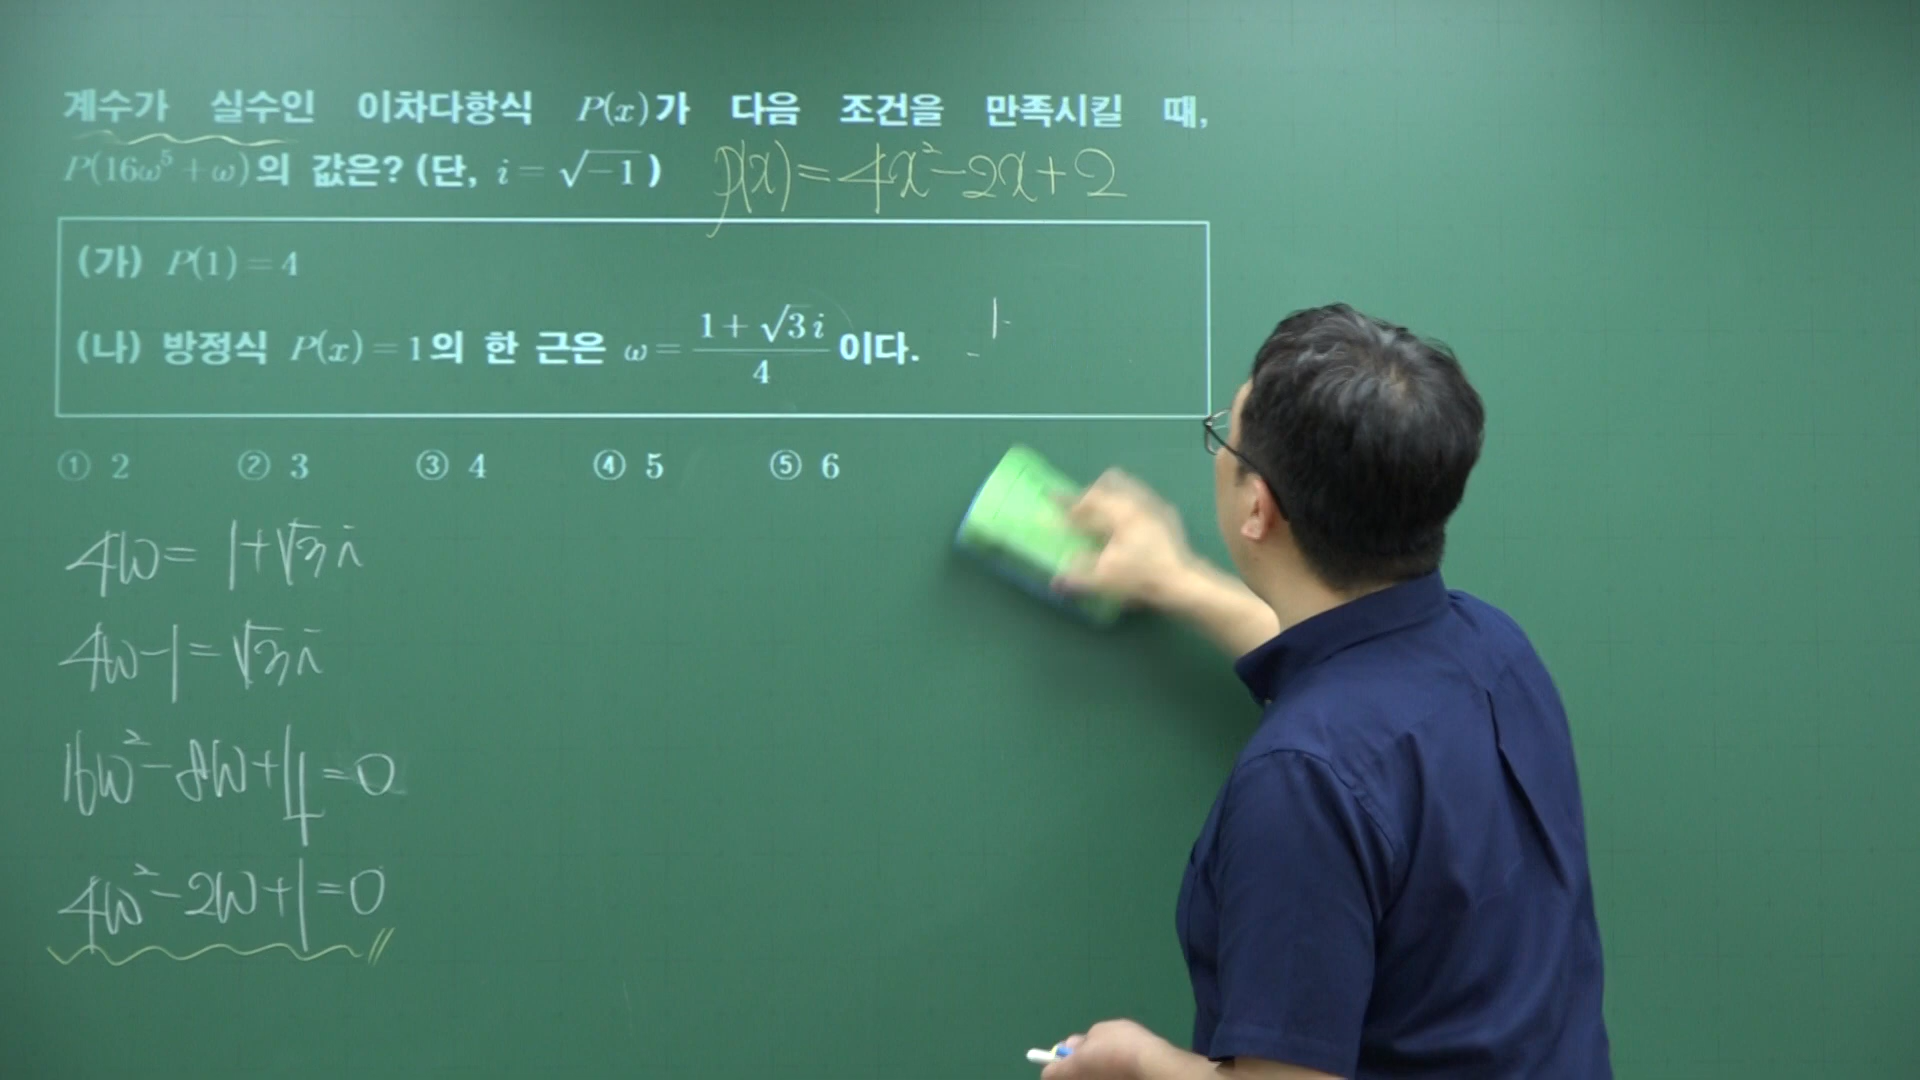 계수가 실수인 이차다항식 P(x)가 다음 조건을 만족시킬 때,
P(16ω⁵+ω)의 값은? (단, i=√-1)
p(x)=4x²-2x+2
(가) P(1)=4
(나) 방정식 P(x)=1의 한 근은 ω=(1+√3i)/4이다.
① 2 ② 3 ③ 4 ④ 5 ⑤ 6
4ω=1+√3i
4ω-1=√3i
16ω²-8ω+4=0
4ω²-2ω+1=0